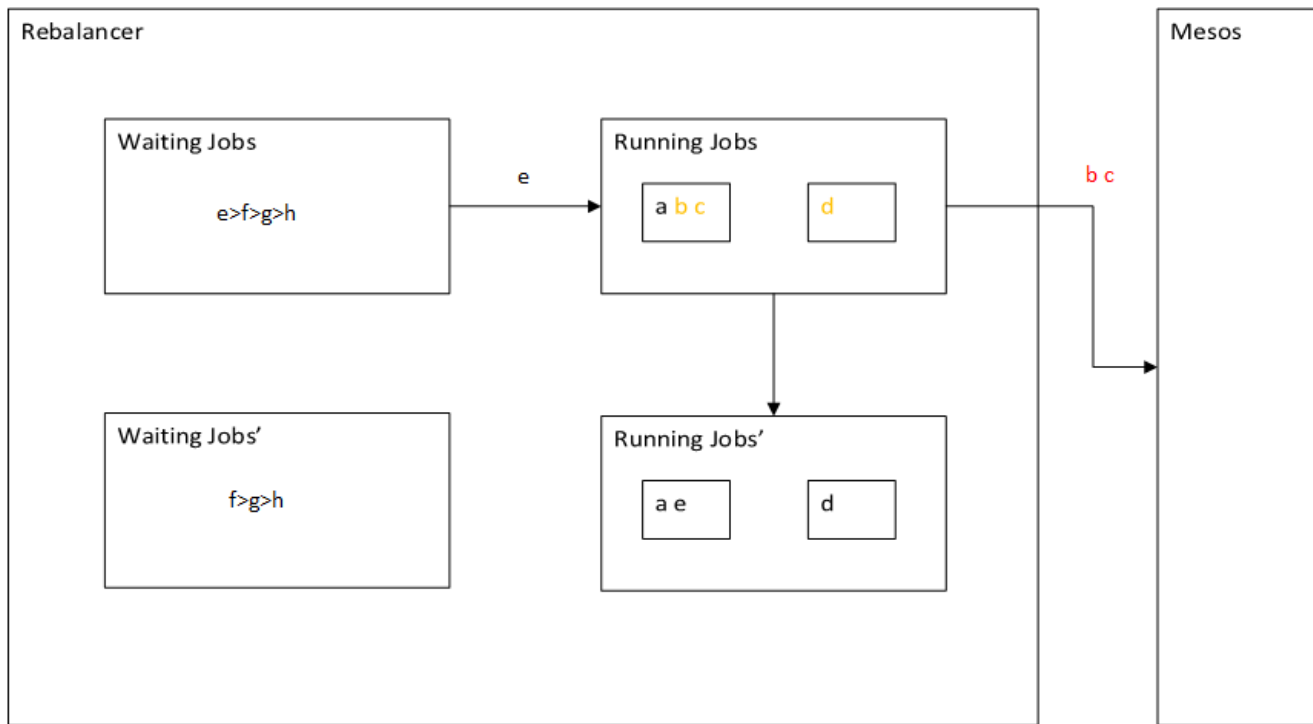 Rebalancer
Mesos
Waiting Jobs
e>f>g>h
e
Running Jobs
a b c
d
b c
Waiting Jobs’
f>g>h
Running Jobs’
a e
d